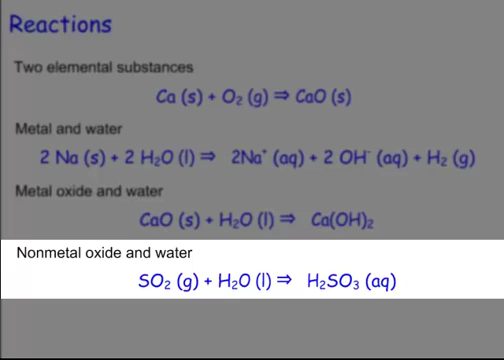 Reactions
Two elemental substances
Ca (s) + O₂ (g) ⇒ CaO (s)
Metal and water
2 Na (s) + 2 H₂O (l) ⇒ 2Na⁺ (aq) + 2 OH⁻ (aq) + H₂ (g)
Metal oxide and water
CaO (s) + H₂O (l) ⇒ Ca(OH)₂
Nonmetal oxide and water
SO₂ (g) + H₂O (l) ⇒ H₂SO₃ (aq)